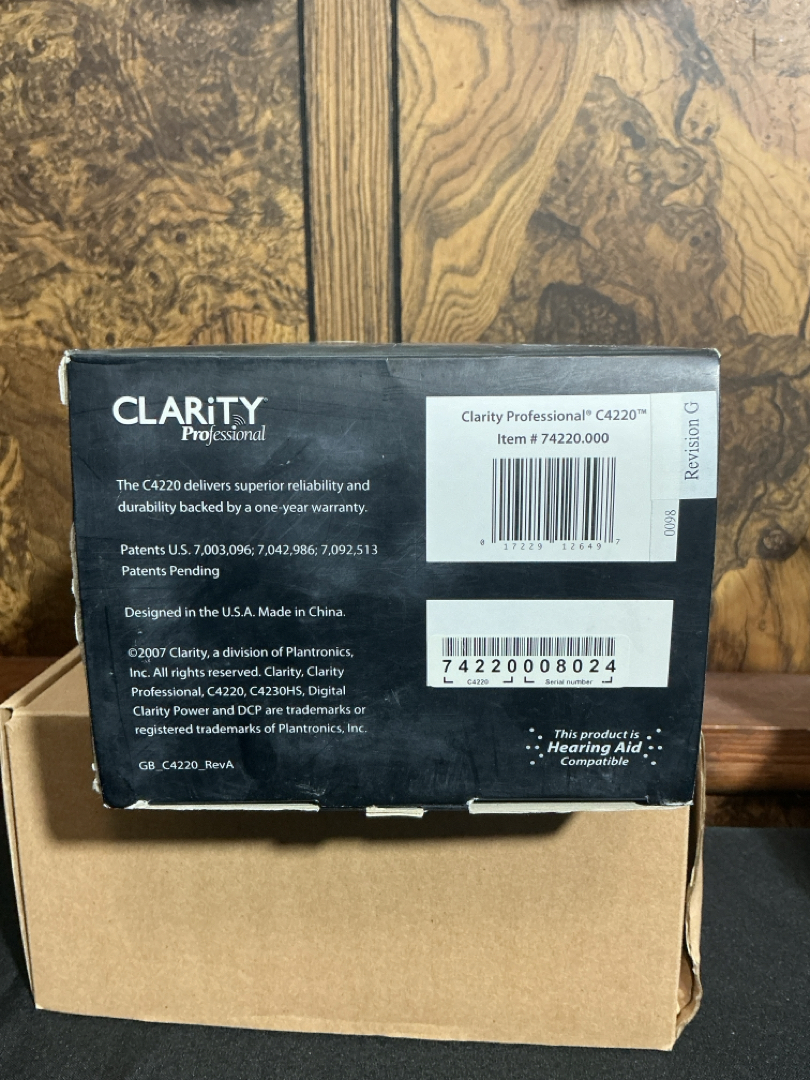 CLARiTY
Professional
The C4220 delivers superior reliability and
durability backed by a one-year warranty.
Patents U.S. 7,003,096; 7,042,986; 7,092,513
Patents Pending
Designed in the U.S.A. Made in China.
©2007 Clarity, a division of Plantronics,
Inc. All rights reserved. Clarity, Clarity
Professional, C4220, C4230HS, Digital
Clarity Power and DCP are trademarks or
registered trademarks of Plantronics, Inc.
GB_C4220_RevA
Clarity Professional® C4220™
Item # 74220.000
0 17229 12649 7
Revision G
0098
74220008024
C4220 Serial number
This product is
Hearing Aid
Compatible